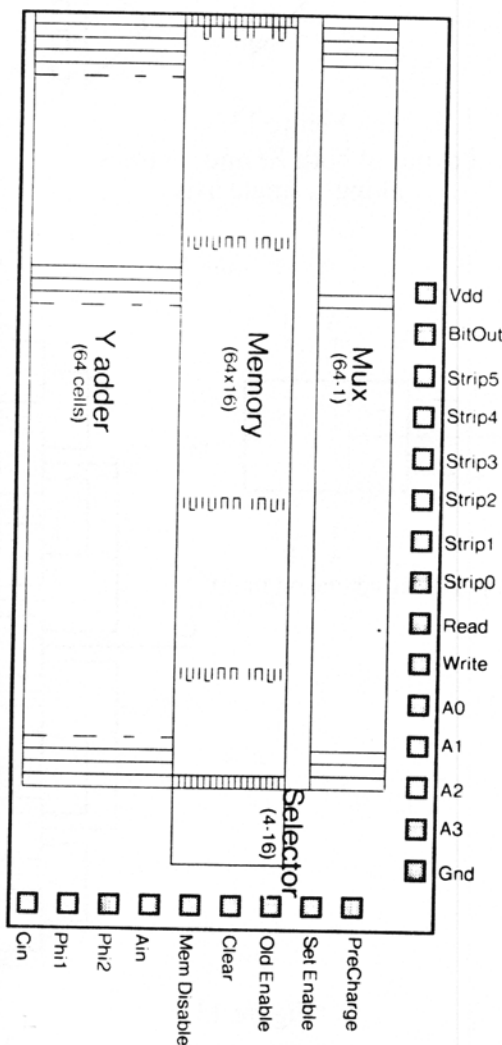 Y adder
(64 cells)
Memory
(64x16)
Mux
(64-1)
Selector
(4-16)
Vdd
BitOut
Strip5
Strip4
Strip3
Strip2
Strip1
Strip0
Read
Write
A0
A1
A2
A3
Gnd
Cin
Phi1
Phi2
Ain
Mem Disable
Clear
Old Enable
Set Enable
PreCharge